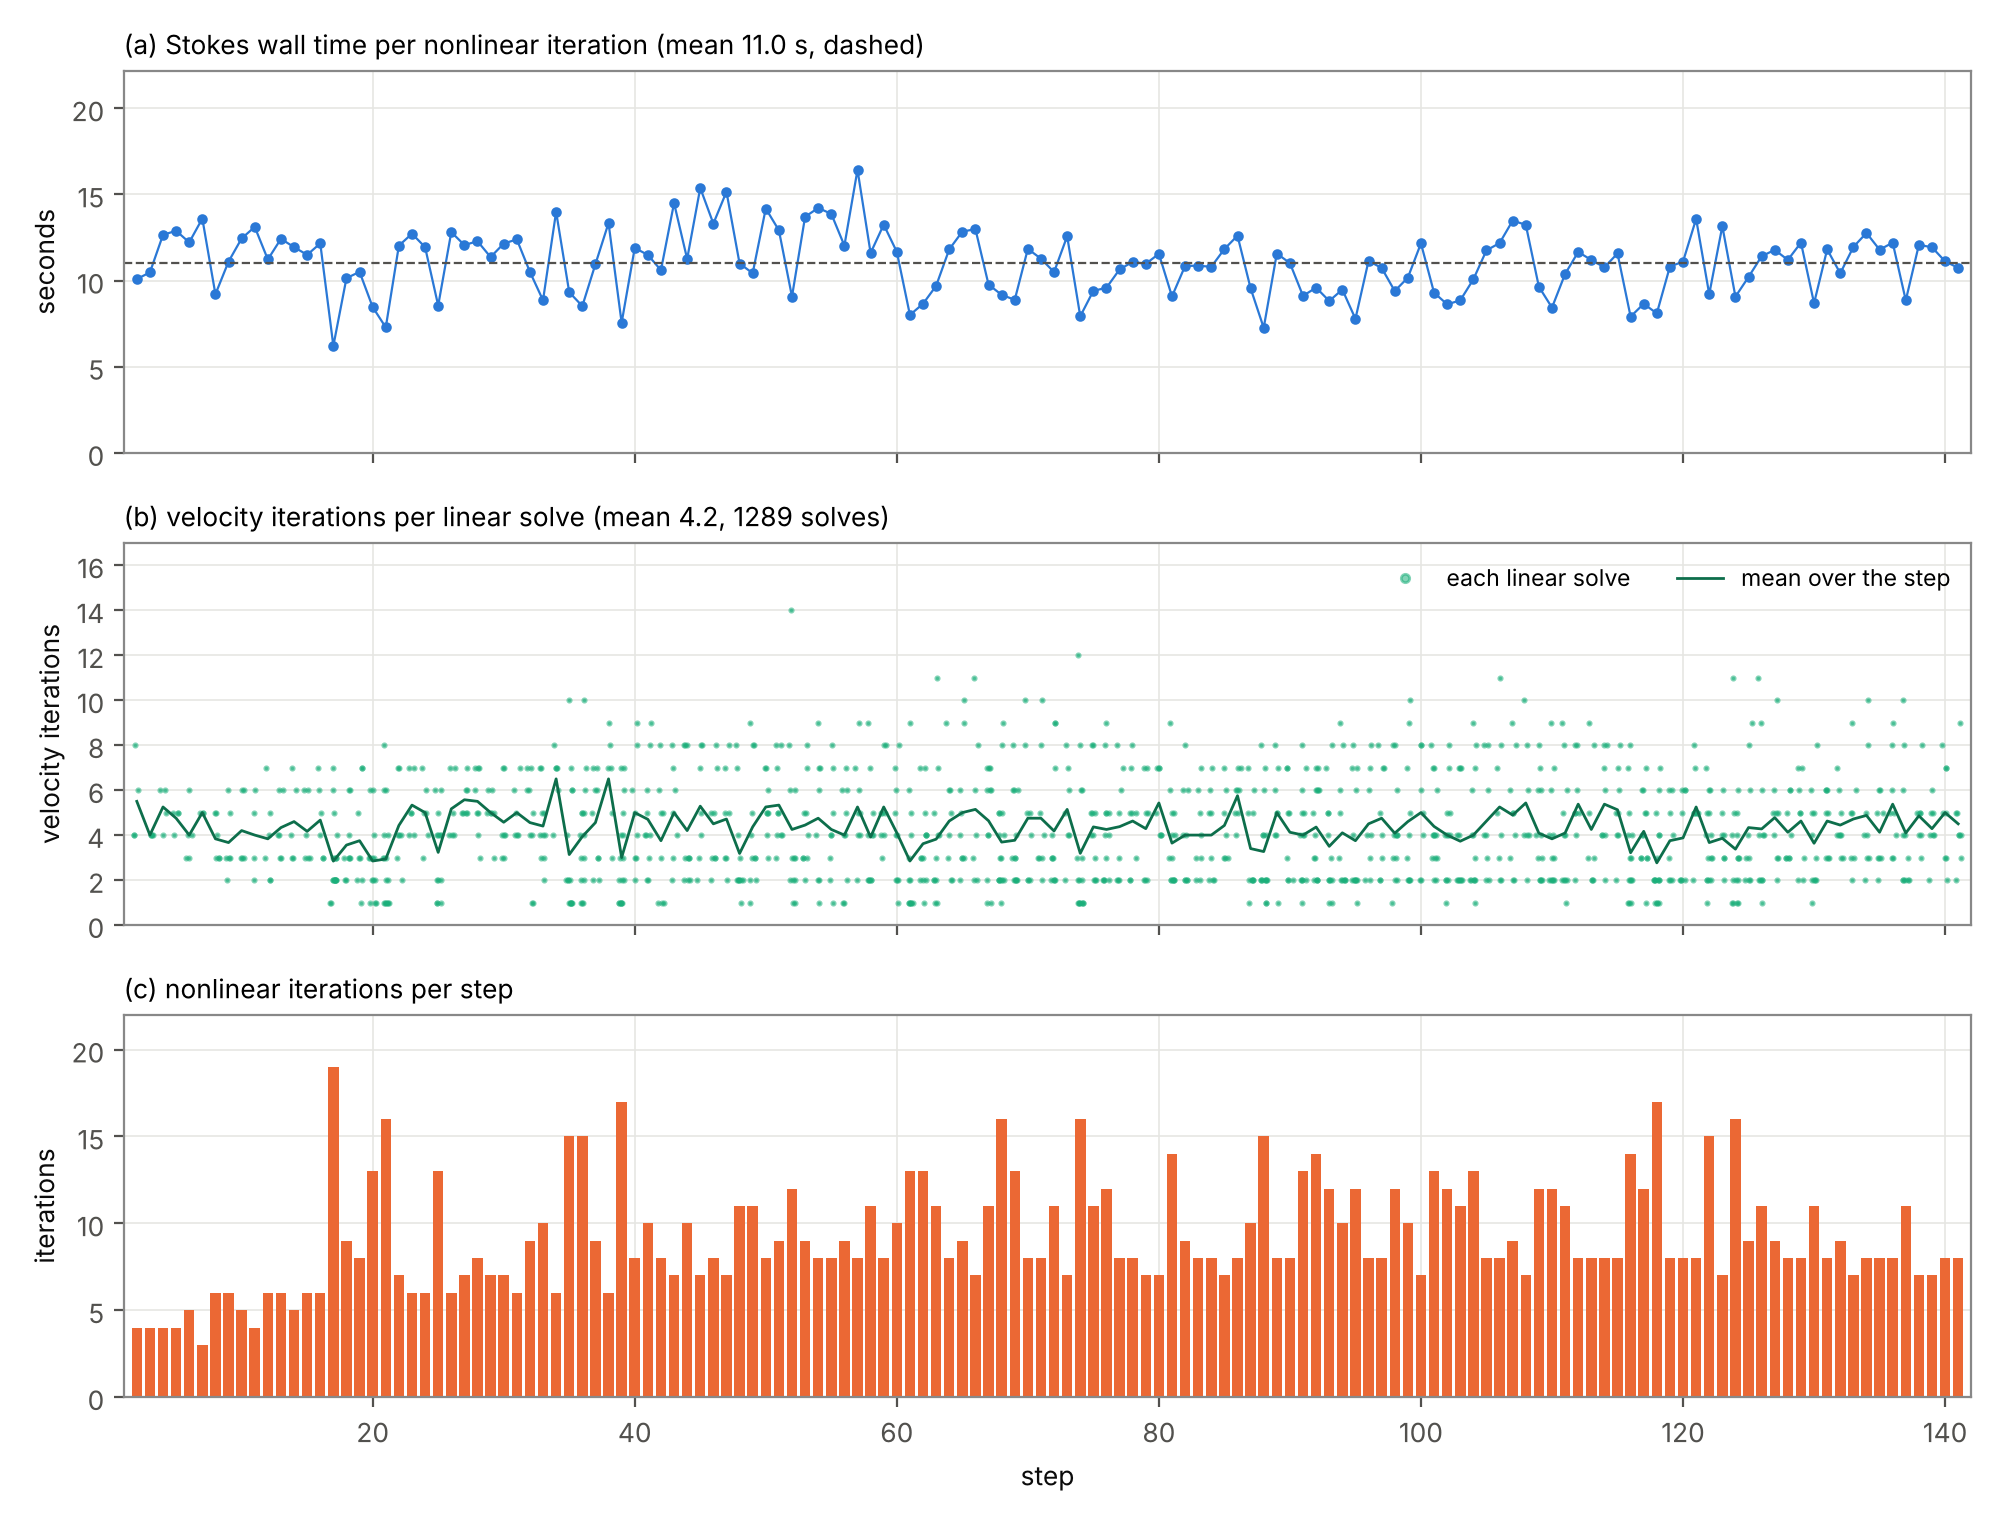 (a) Stokes wall time per nonlinear iteration (mean 11.0 s, dashed)
20
15
10
5
0
seconds
(b) velocity iterations per linear solve (mean 4.2, 1289 solves)
16
14
12
10
8
6
4
2
0
velocity iterations
each linear solve
mean over the step
(c) nonlinear iterations per step
20
15
10
5
0
iterations
20 40 60 80 100 120 140
step